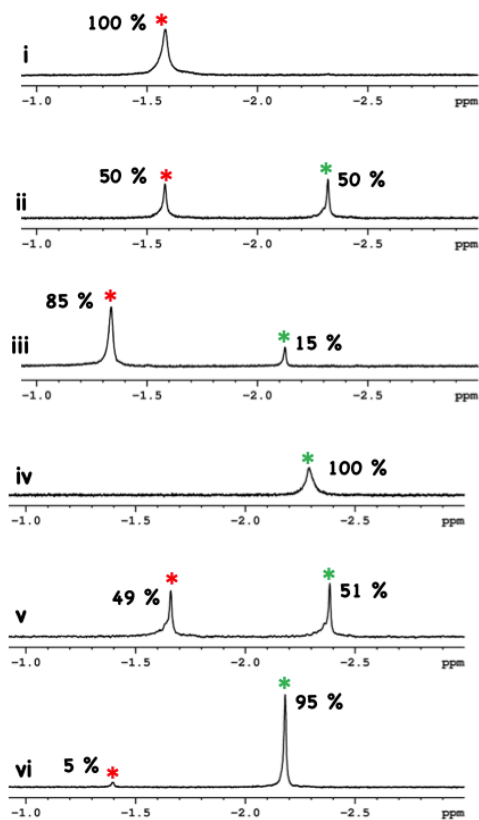 100 % *
i
-1.0 -1.5 -2.0 -2.5 ppm
50 % * * 50 %
ii
-1.0 -1.5 -2.0 -2.5 ppm
85 % *
* 15 %
iii
-1.0 -1.5 -2.0 -2.5 ppm
* 100 %
iv
-1.0 -1.5 -2.0 -2.5 ppm
49 % * * 51 %
v
-1.0 -1.5 -2.0 -2.5 ppm
* 95 %
5 % *
vi
-1.0 -1.5 -2.0 -2.5 ppm